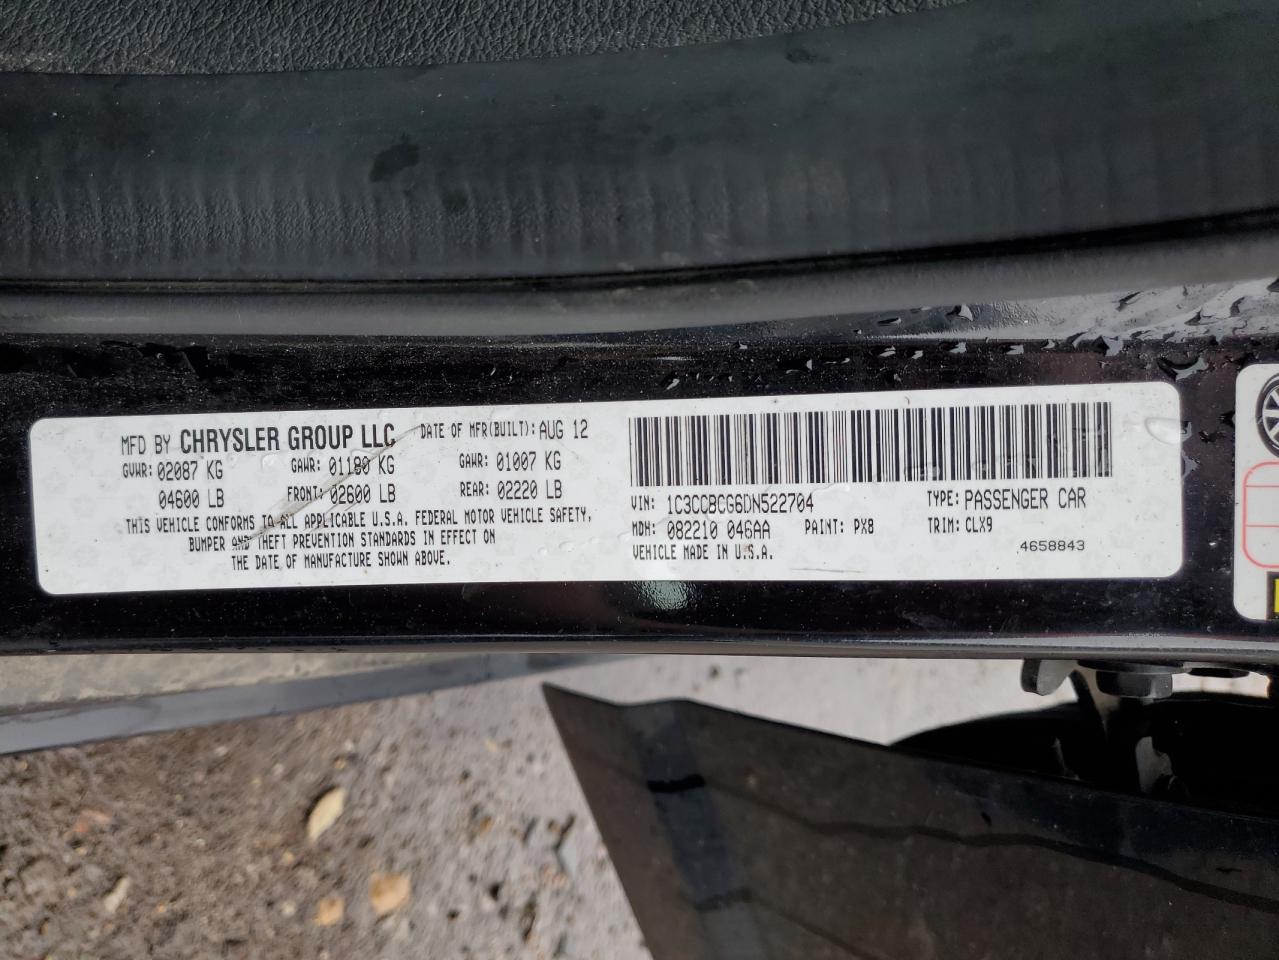 MFD BY CHRYSLER GROUP LLC DATE OF MFR(BUILT): AUG 12
GVWR: 02087 KG GAWR: 01180 KG GAWR: 01007 KG
04600 LB FRONT: 02600 LB REAR: 02220 LB
THIS VEHICLE CONFORMS TO ALL APPLICABLE U.S.A. FEDERAL MOTOR VEHICLE SAFETY,
BUMPER AND THEFT PREVENTION STANDARDS IN EFFECT ON
THE DATE OF MANUFACTURE SHOWN ABOVE.
VIN: 1C3CCBCG6DN522704 TYPE: PASSENGER CAR
MDH: 082210 046AA PAINT: PX8 TRIM: CLX9
VEHICLE MADE IN U.S.A. 4658843